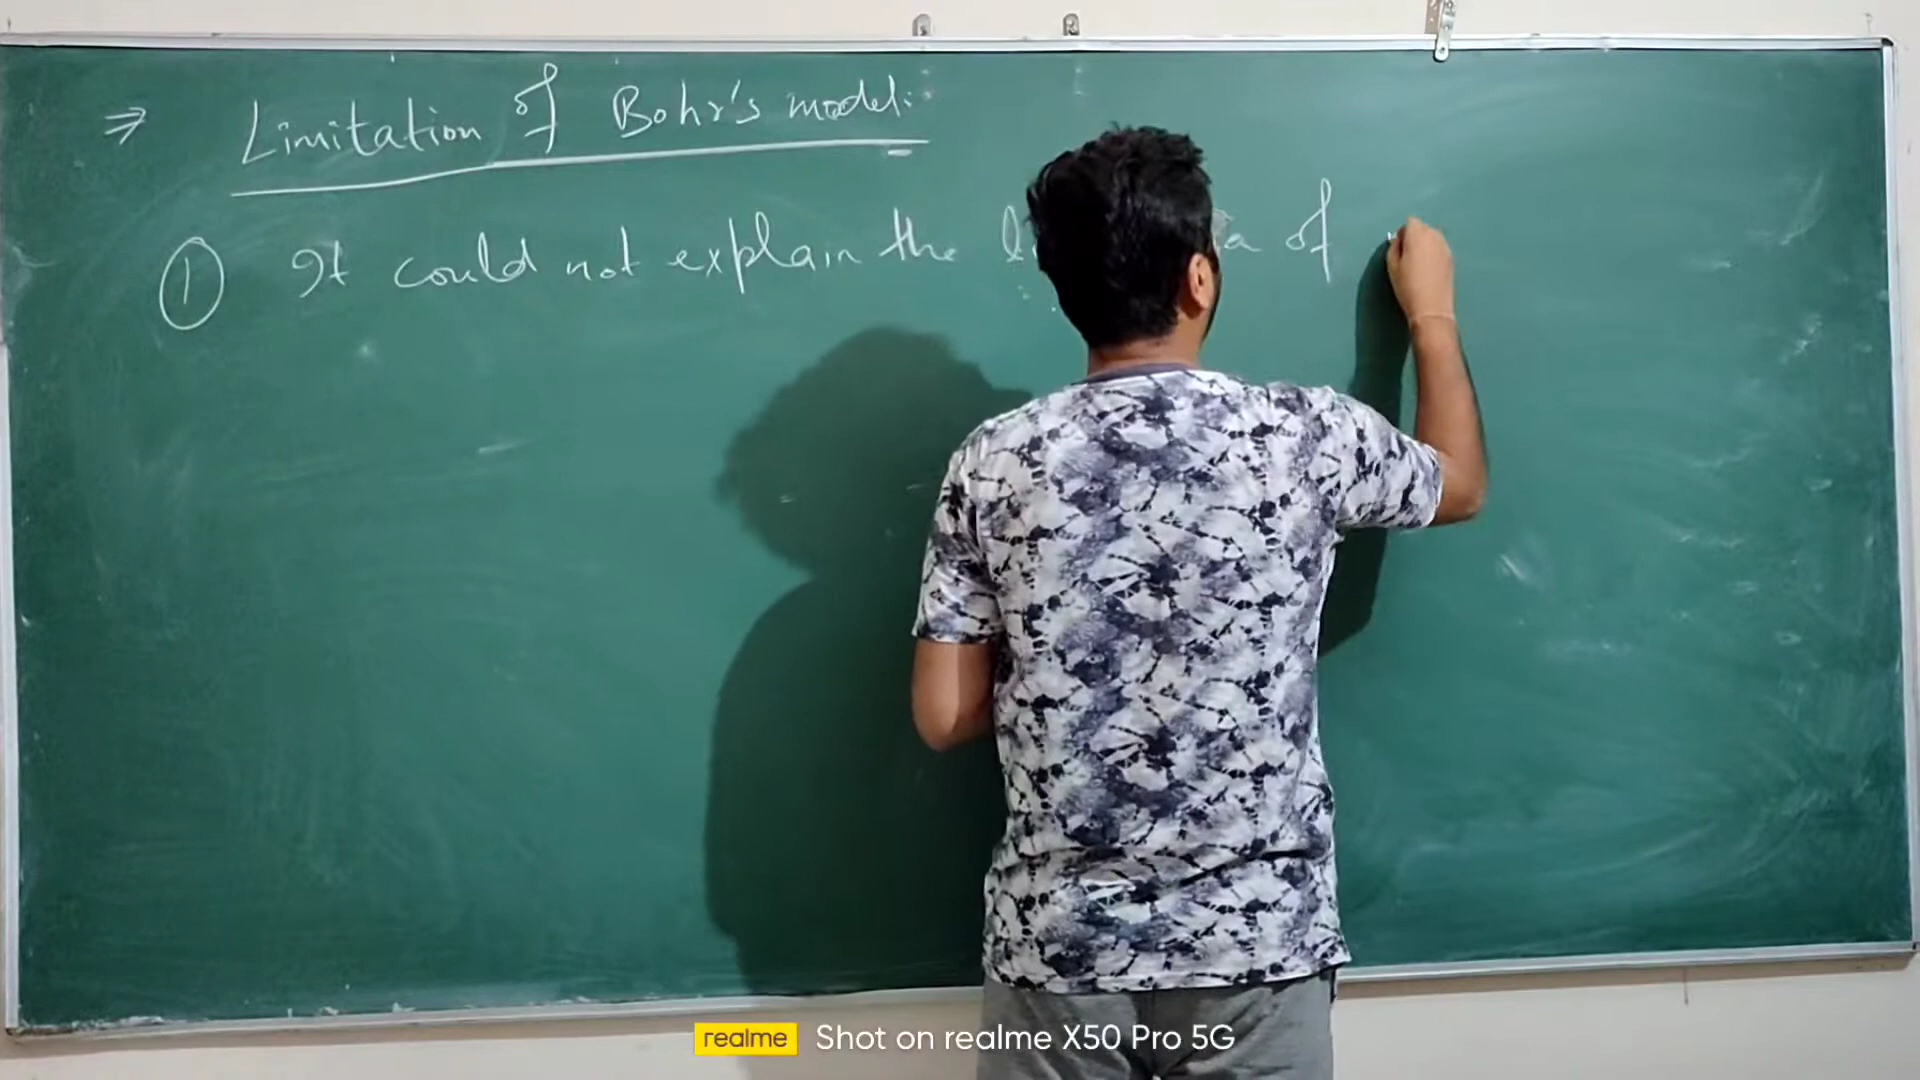 ⇒ Limitation of Bohr's model:
① It could not explain the of
realme Shot on realme X50 Pro 5G